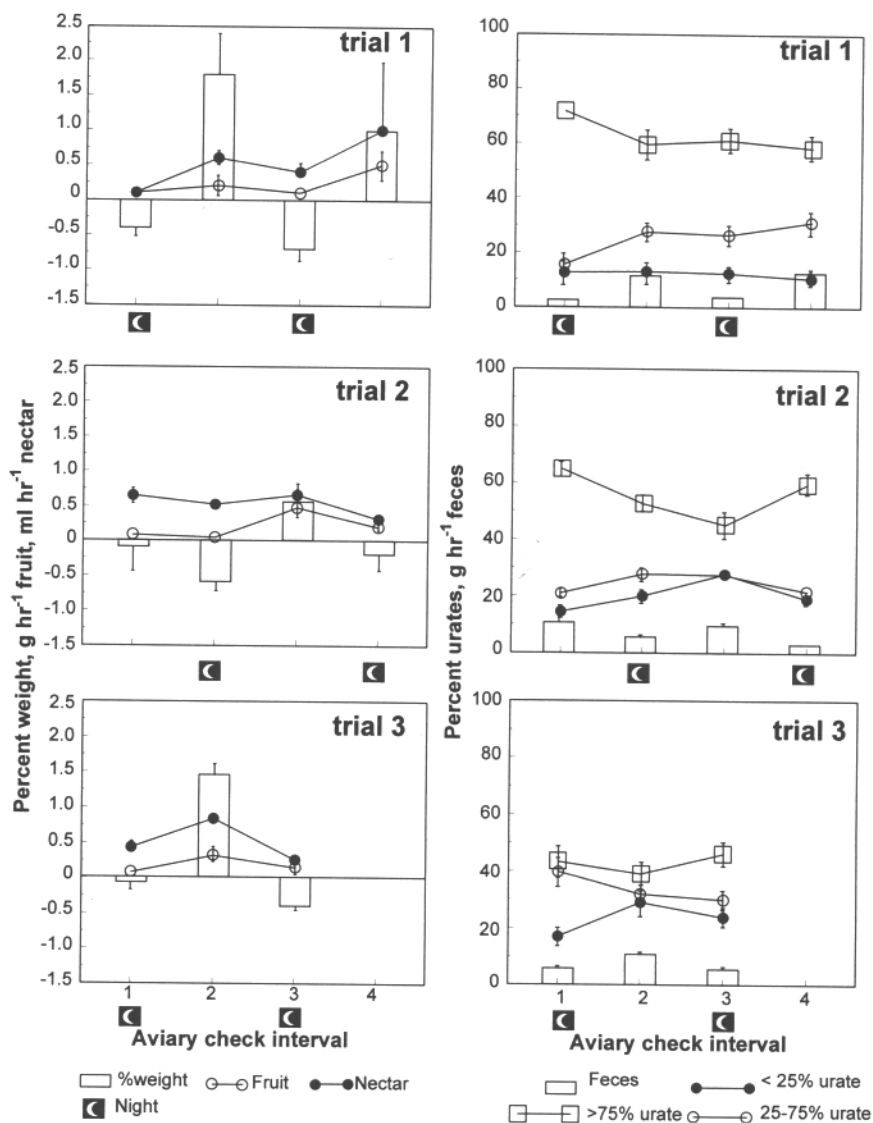 trial 1
2.5
2.0
1.5
1.0
0.5
0
-0.5
-1.0
-1.5
trial 2
2.5
2.0
1.5
1.0
0.5
0
-0.5
-1.0
-1.5
trial 3
2.5
2.0
1.5
1.0
0.5
0
-0.5
-1.0
-1.5
1 2 3 4
Percent weight, g hr⁻¹ fruit, ml hr⁻¹ nectar
Aviary check interval
%weight Fruit Nectar
Night
trial 1
100
80
60
40
20
0
trial 2
100
80
60
40
20
0
trial 3
100
80
60
40
20
0
1 2 3 4
Percent urates, g hr⁻¹ feces
Aviary check interval
Feces < 25% urate
>75% urate 25-75% urate